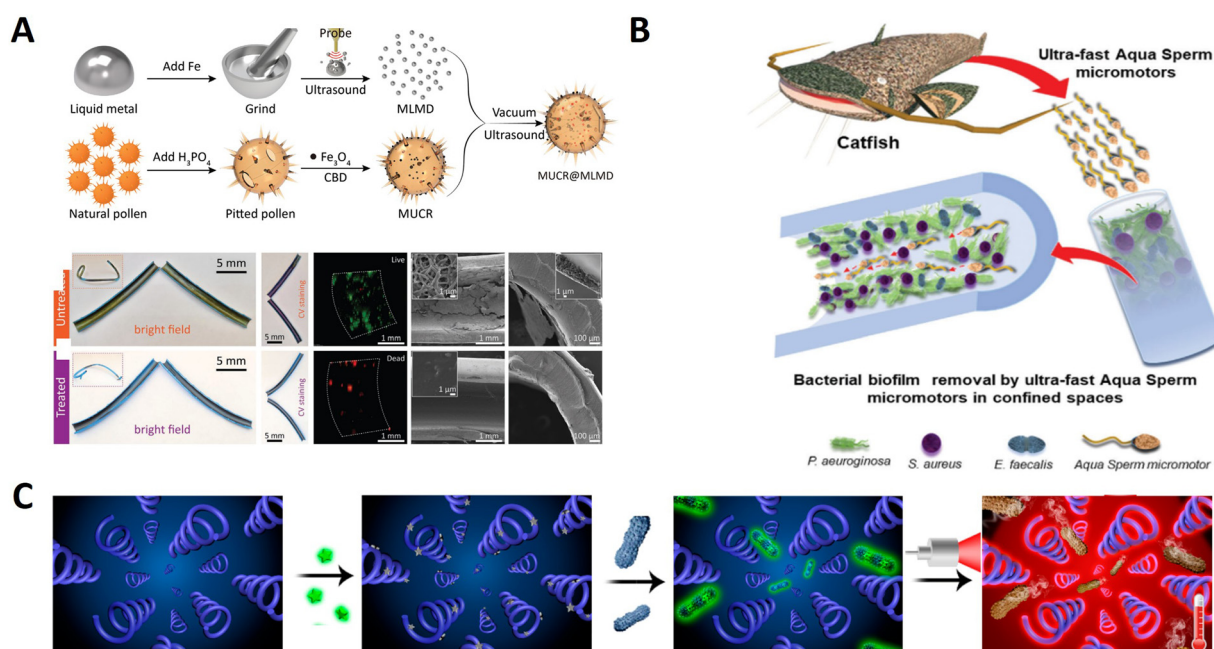 A
Liquid metal
Add Fe
Grind
Probe
Ultrasound
MLMD
Vacuum
Ultrasound
MUCR@MLMD
Natural pollen
Add H₃PO₄
Pitted pollen
● Fe₃O₄
CBD
MUCR
Untreated
5 mm
bright field
CV staining
5 mm
Live
1 mm
1 µm
1 mm
1 µm
100 µm
Treated
5 mm
bright field
CV staining
5 mm
Dead
1 mm
1 µm
1 mm
100 µm
B
Ultra-fast Aqua Sperm
micromotors
Catfish
Bacterial biofilm removal by ultra-fast Aqua Sperm
micromotors in confined spaces
P. aeuroginosa
S. aureus
E. faecalis
Aqua Sperm micromotor
C